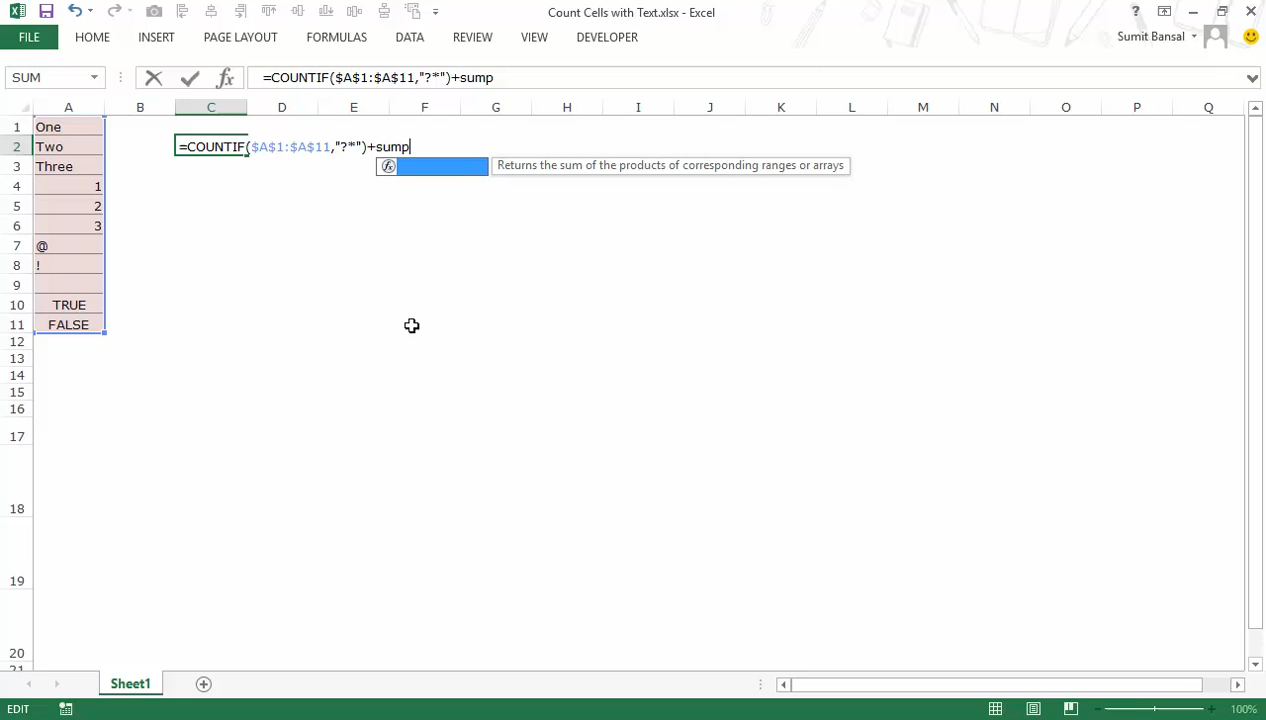 Count Cells with Text.xlsx - Excel
?
FILE HOME INSERT PAGE LAYOUT FORMULAS DATA REVIEW VIEW DEVELOPER Sumit Bansal
SUM fx =COUNTIF($A$1:$A$11,"?*")+sump
A B C D E F G H I J K L M N O P Q
1 One
2 Two =COUNTIF($A$1:$A$11,"?*")+sump
3 Three fx Returns the sum of the products of corresponding ranges or arrays
4 1
5 2
6 3
7 @
8 !
9
10 TRUE
11 FALSE
12
13
14
15
16
17
18
19
20
21
Sheet1
EDIT 100%